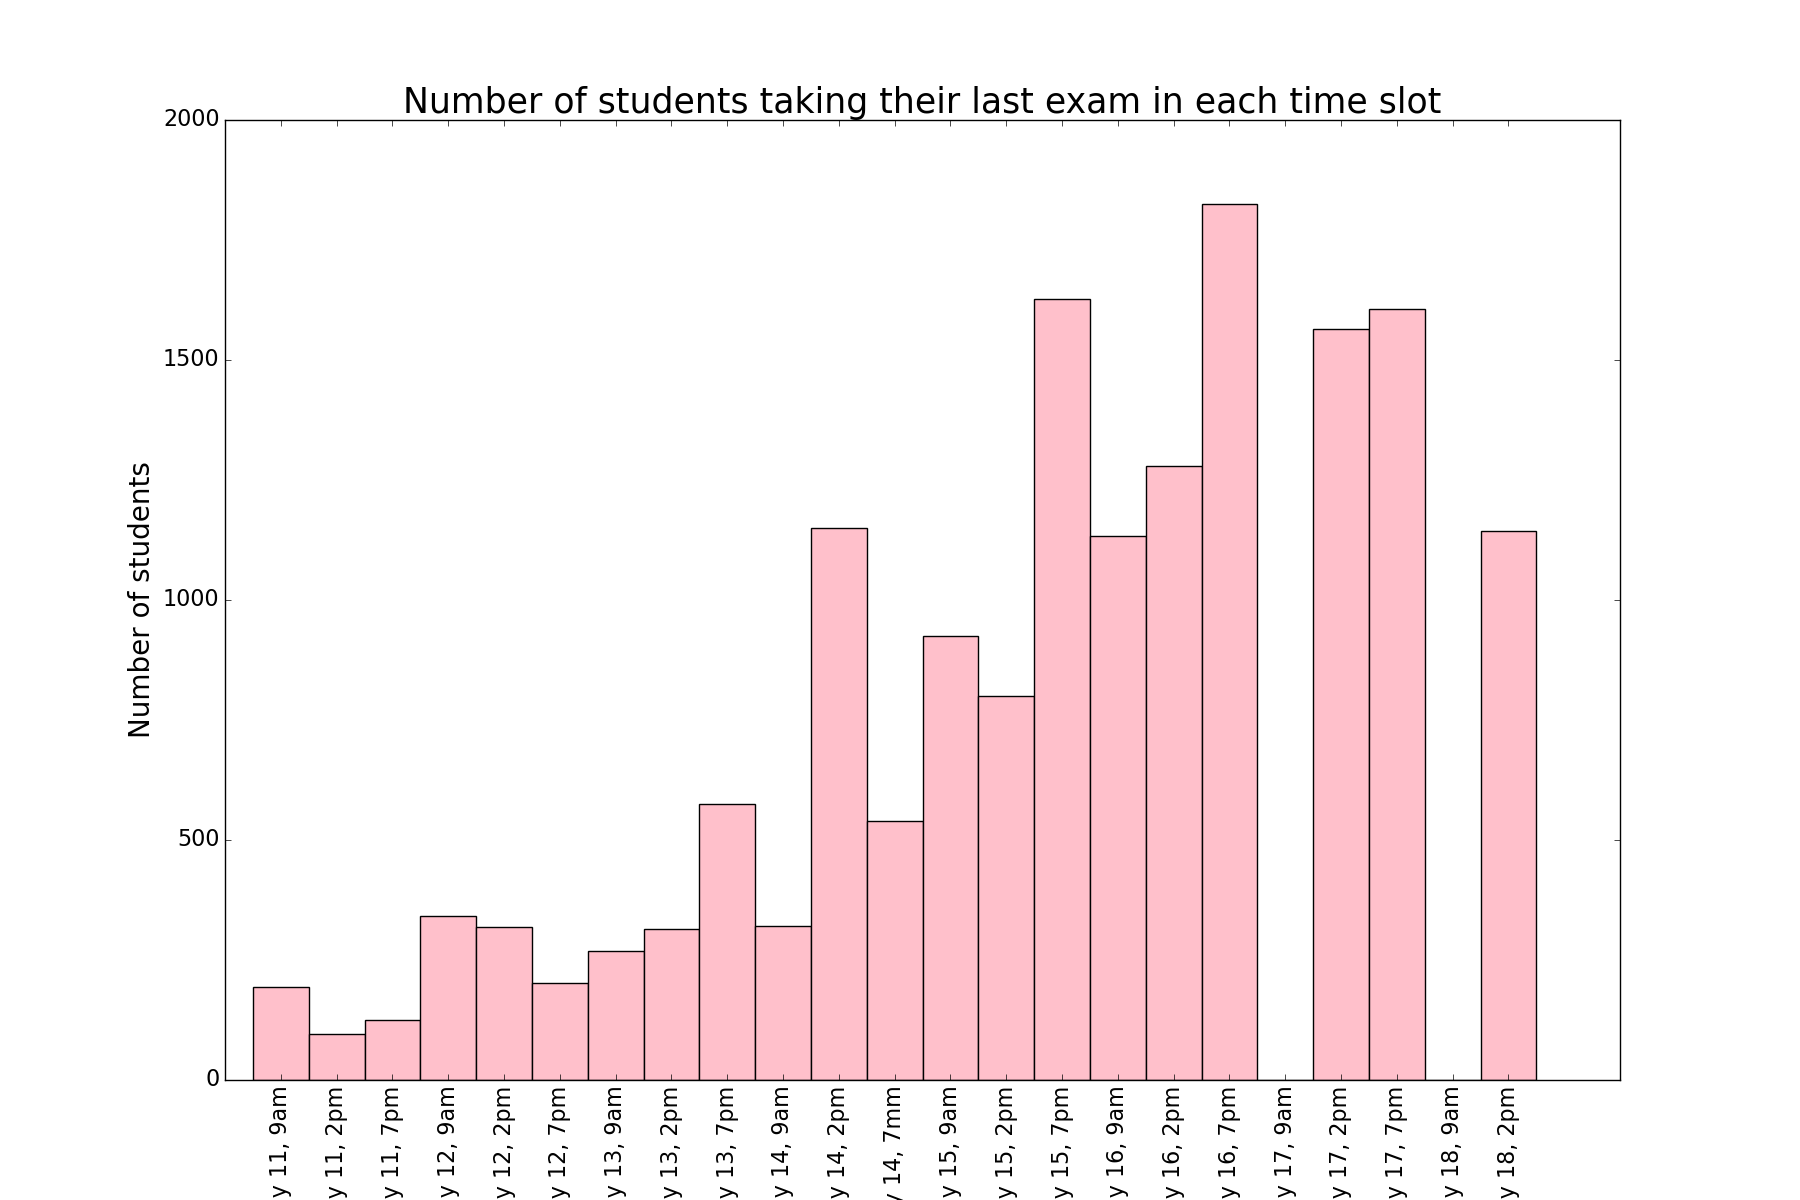 Number of students taking their last exam in each time slot
Number of students
2000
1500
1000
500
0
y 11, 9am
y 11, 2pm
y 11, 7pm
y 12, 9am
y 12, 2pm
y 12, 7pm
y 13, 9am
y 13, 2pm
y 13, 7pm
y 14, 9am
y 14, 2pm
y 14, 7mm
y 15, 9am
y 15, 2pm
y 15, 7pm
y 16, 9am
y 16, 2pm
y 16, 7pm
y 17, 9am
y 17, 2pm
y 17, 7pm
y 18, 9am
y 18, 2pm